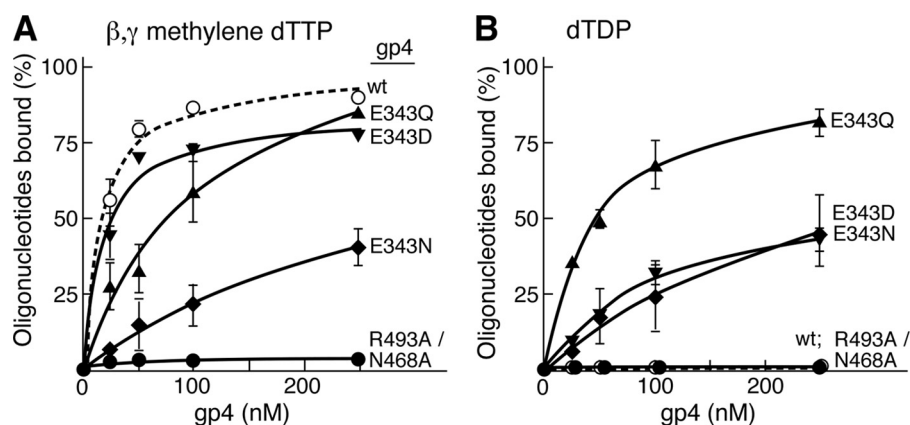 A
β,γ methylene dTTP
gp4
Oligonucleotides bound (%)
100
75
50
25
0
100
200
gp4 (nM)
wt
E343Q
E343D
E343N
R493A /
N468A
B
dTDP
Oligonucleotides bound (%)
100
75
50
25
0
100
200
gp4 (nM)
E343Q
E343D
E343N
wt; R493A /
N468A